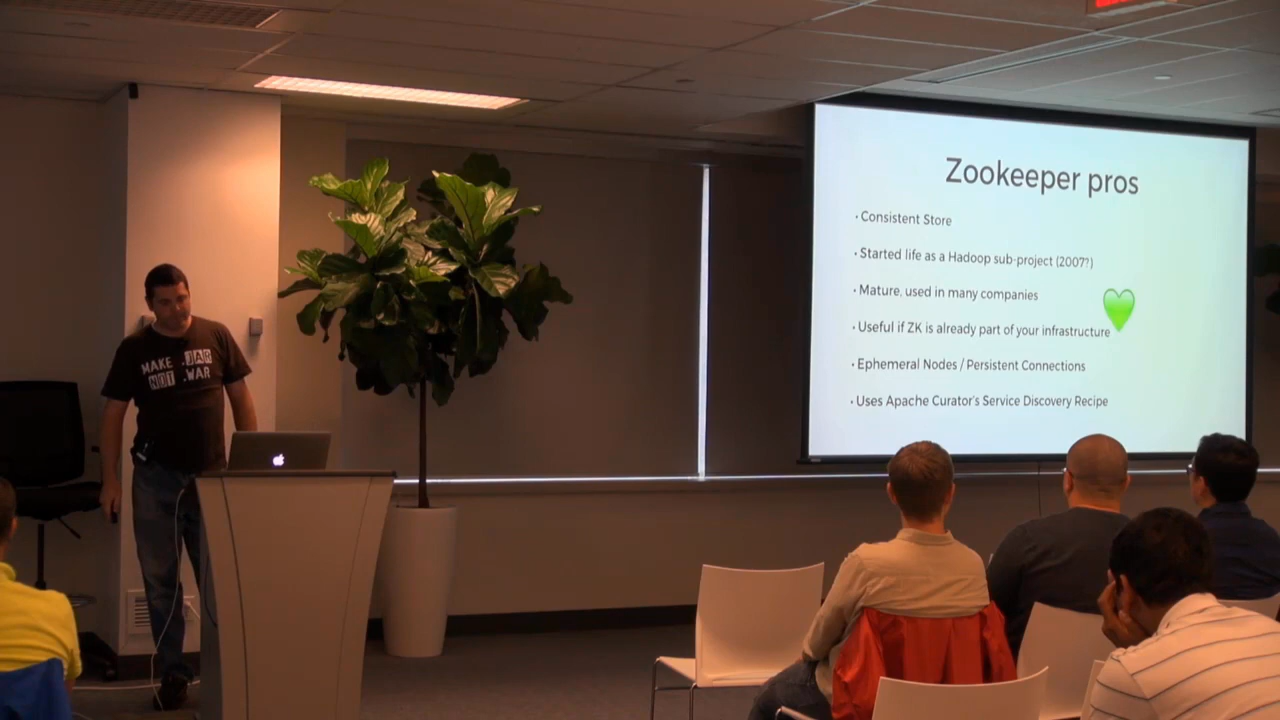 Zookeeper pros
• Consistent Store
• Started life as a Hadoop sub-project (2007?)
• Mature, used in many companies
• Useful if ZK is already part of your infrastructure
• Ephemeral Nodes / Persistent Connections
• Uses Apache Curator's Service Discovery Recipe
MAKE .JAR
NOT .WAR